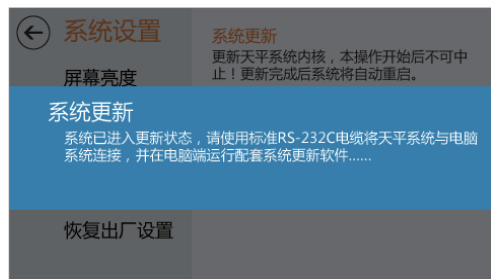 系统设置
系统更新
更新天平系统内核，本操作开始后不可中
止！更新完成后系统将自动重启。
屏幕亮度
系统更新
系统已进入更新状态，请使用标准RS-232C电缆将天平系统与电脑
系统连接，并在电脑端运行配套系统更新软件......
恢复出厂设置